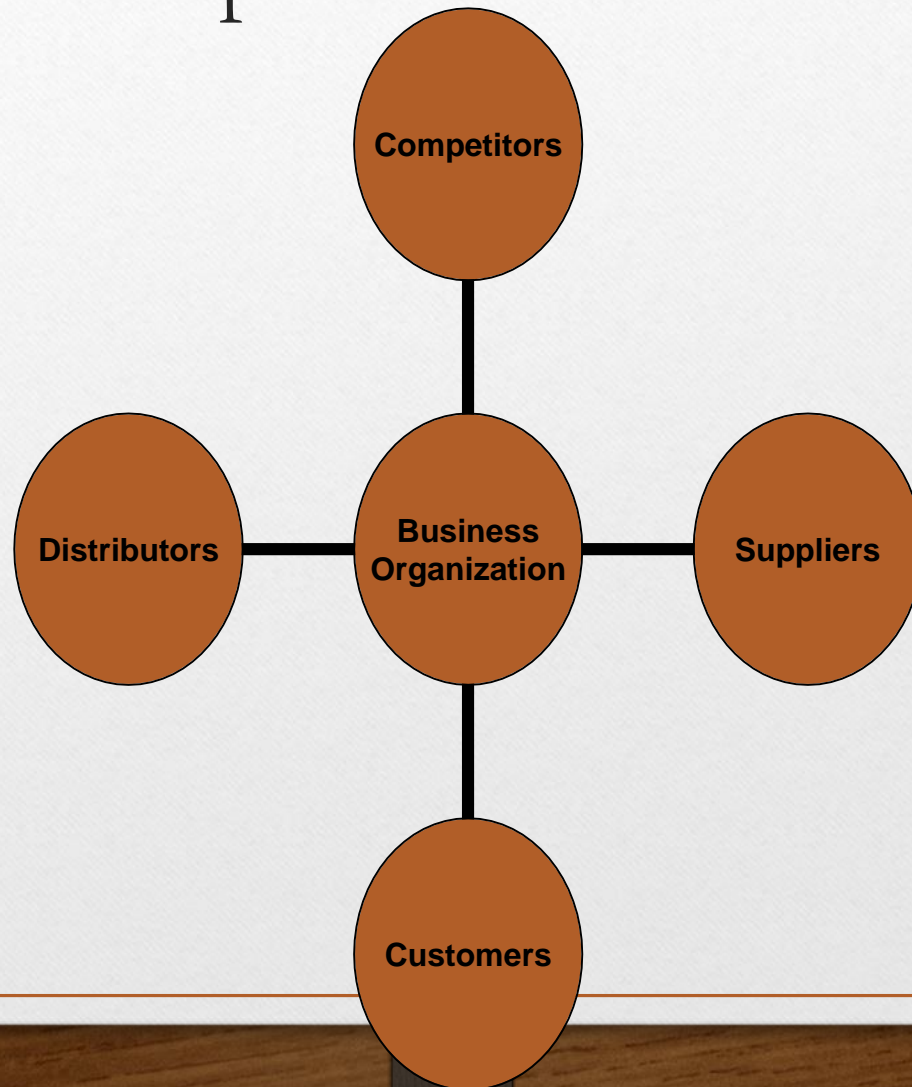 Competitors
Distributors
Business
Organization
Suppliers
Customers